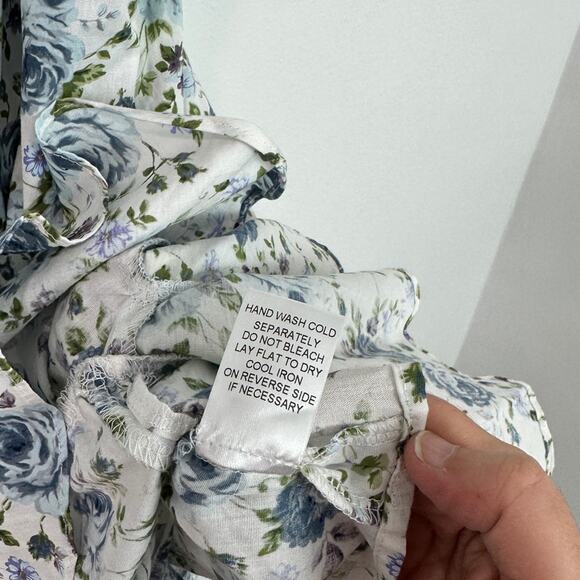 HAND WASH COLD
SEPARATELY
DO NOT BLEACH
LAY FLAT TO DRY
COOL IRON
ON REVERSE SIDE
IF NECESSARY